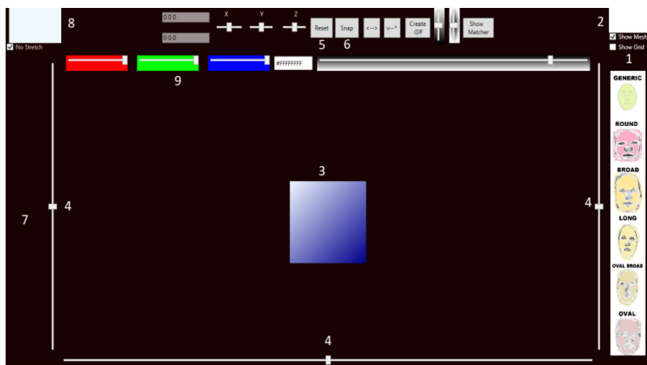 8
0 0 0
X Y Z
2
0 0 0
Reset Snap <--> v--^ Create GIF Show Matcher
Show Mesh
No Stretch
5 6
Show Grid
#FFFFFFFF
1
9
GENERIC
ROUND
3
BROAD
4
4
7
LONG
OVAL BROAD
OVAL
4